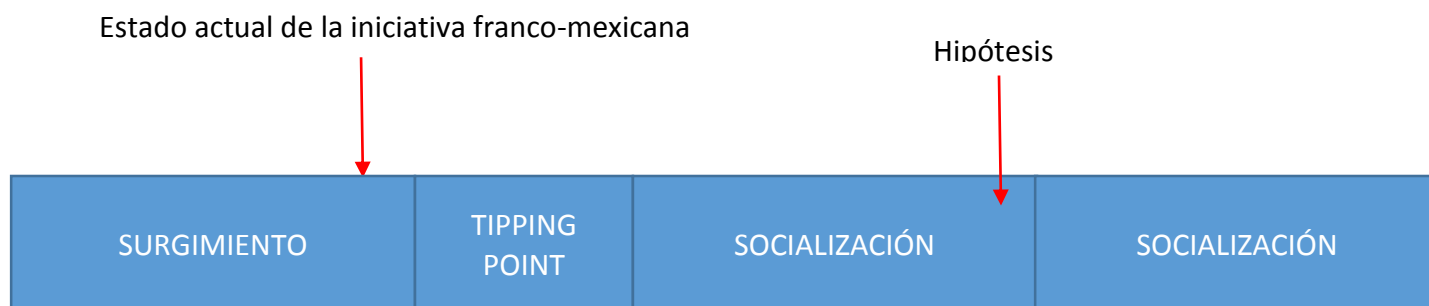 Estado actual de la iniciativa franco-mexicana
Hipótesis
SURGIMIENTO
TIPPING
POINT
SOCIALIZACIÓN
SOCIALIZACIÓN